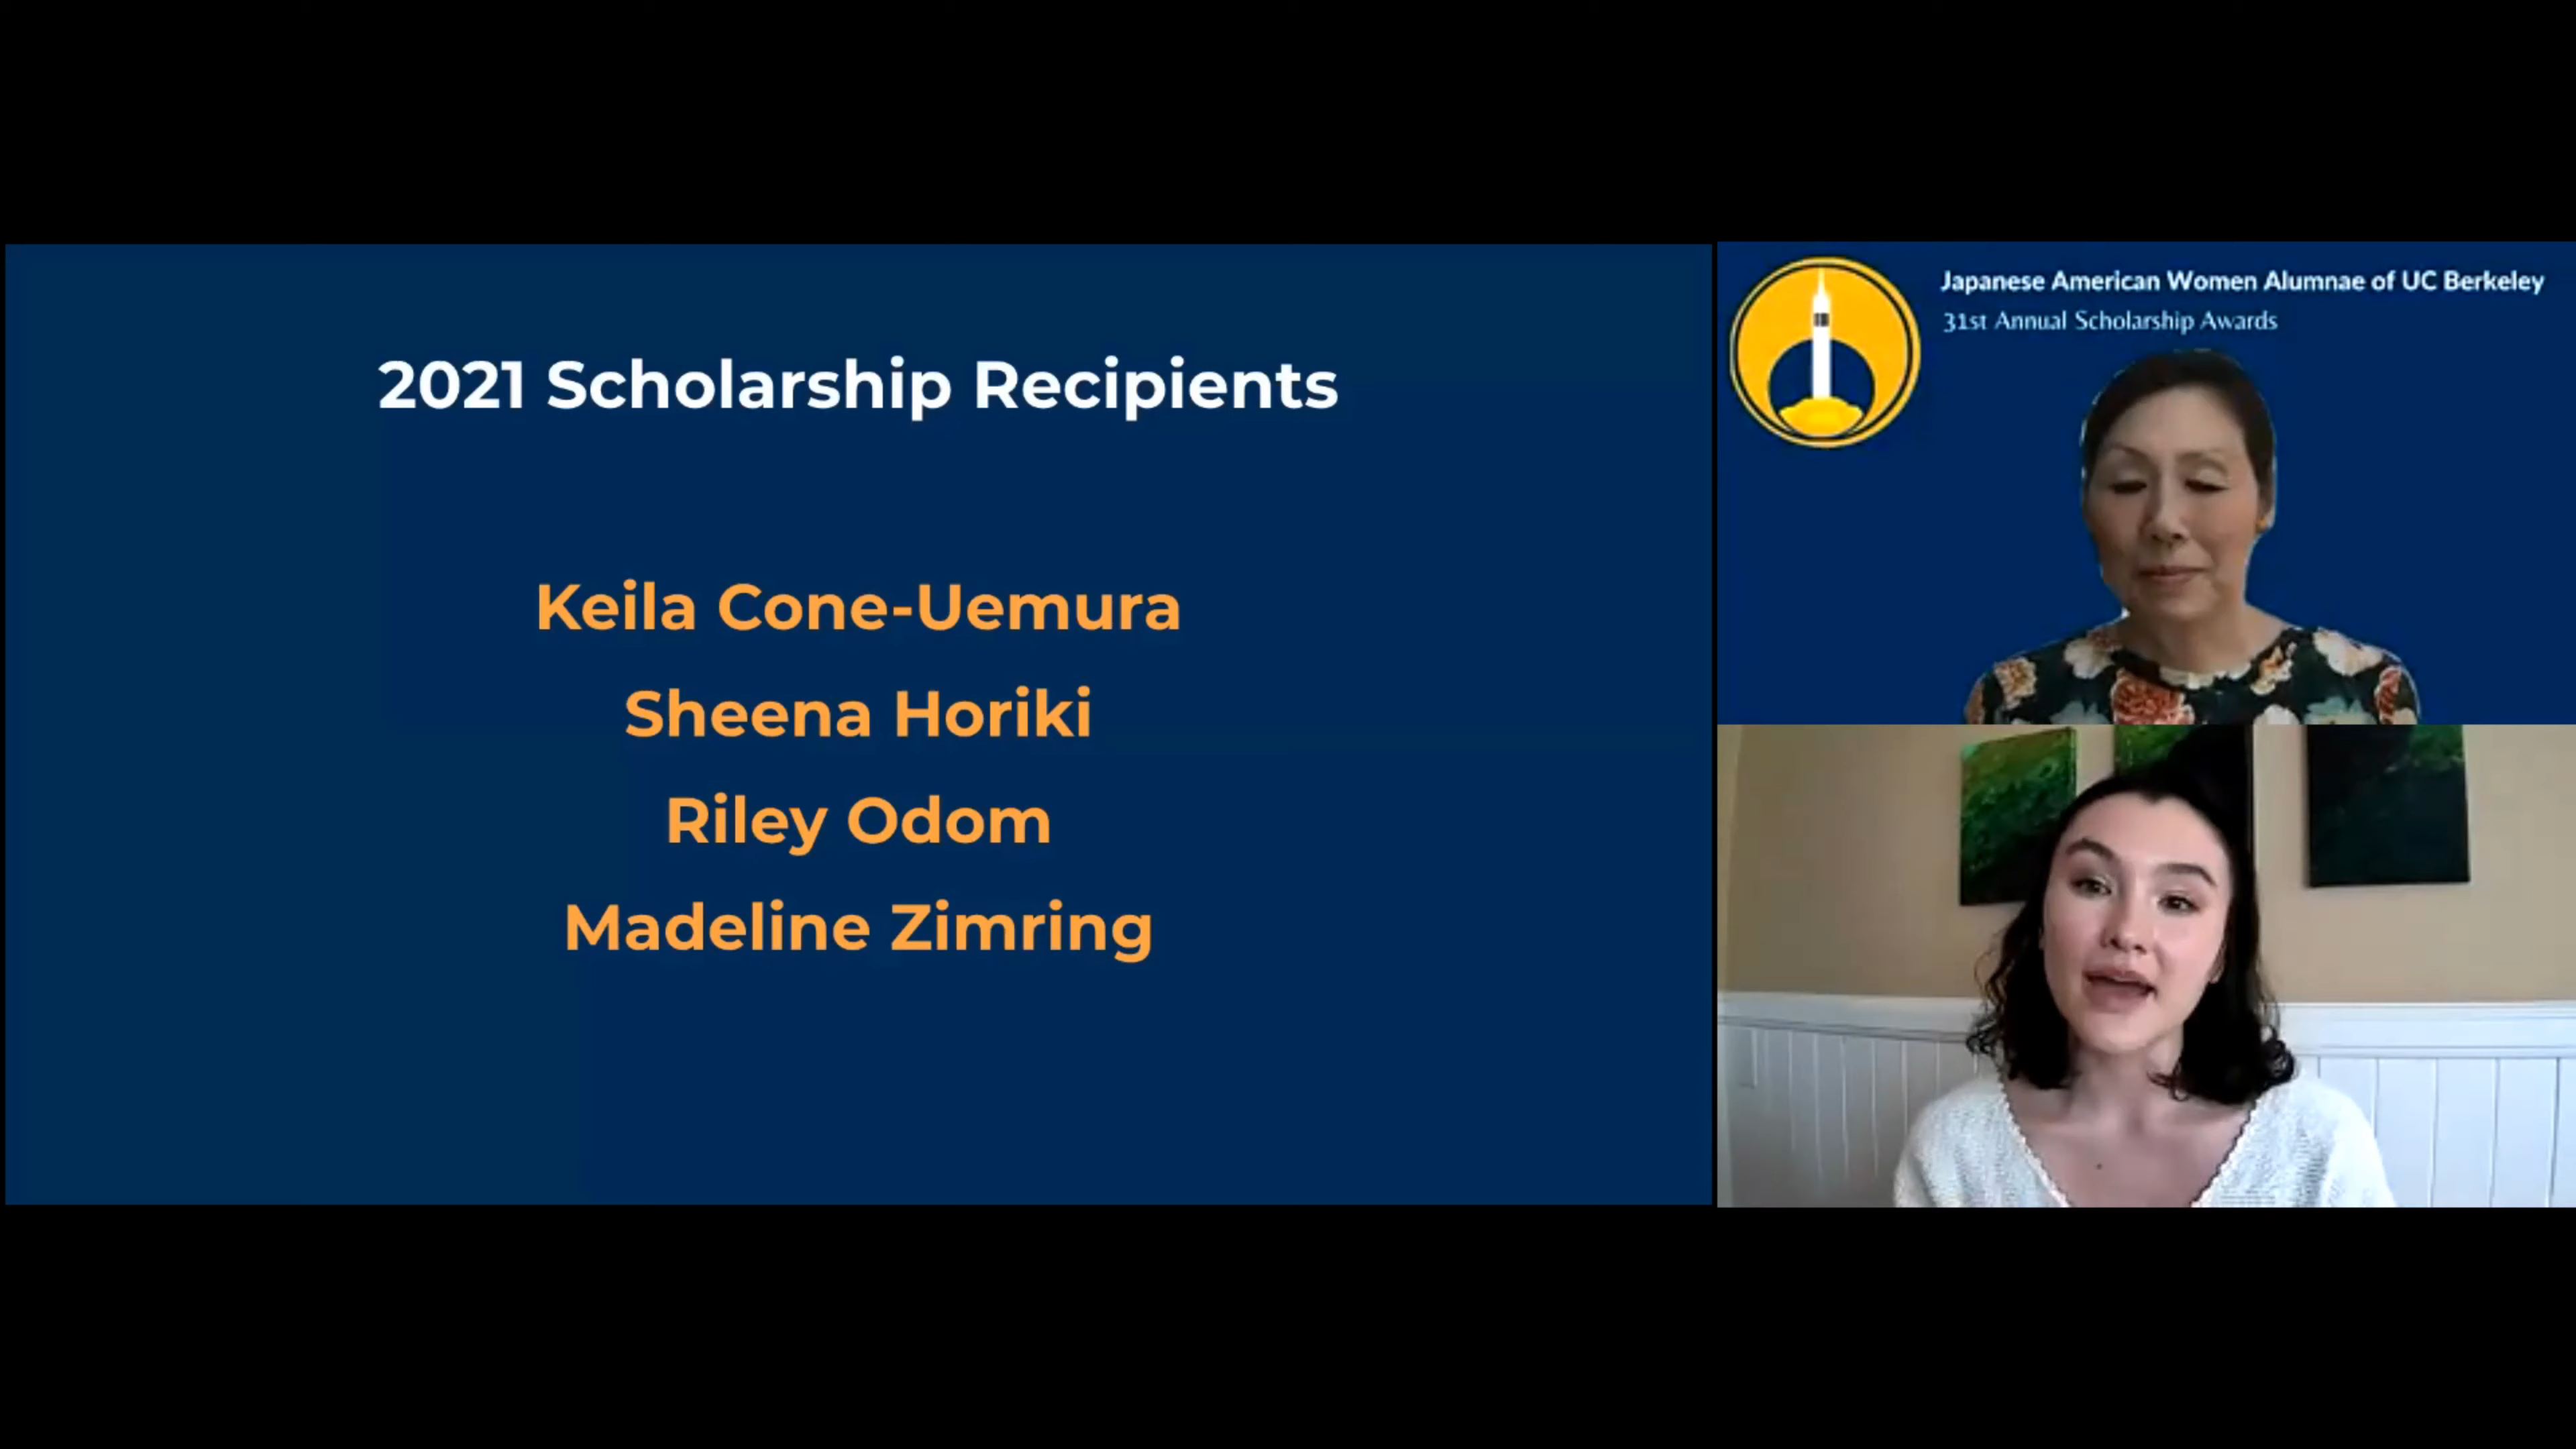 2021 Scholarship Recipients
Keila Cone-Uemura
Sheena Horiki
Riley Odom
Madeline Zimring
Japanese American Women Alumnae of UC Berkeley
31st Annual Scholarship Awards